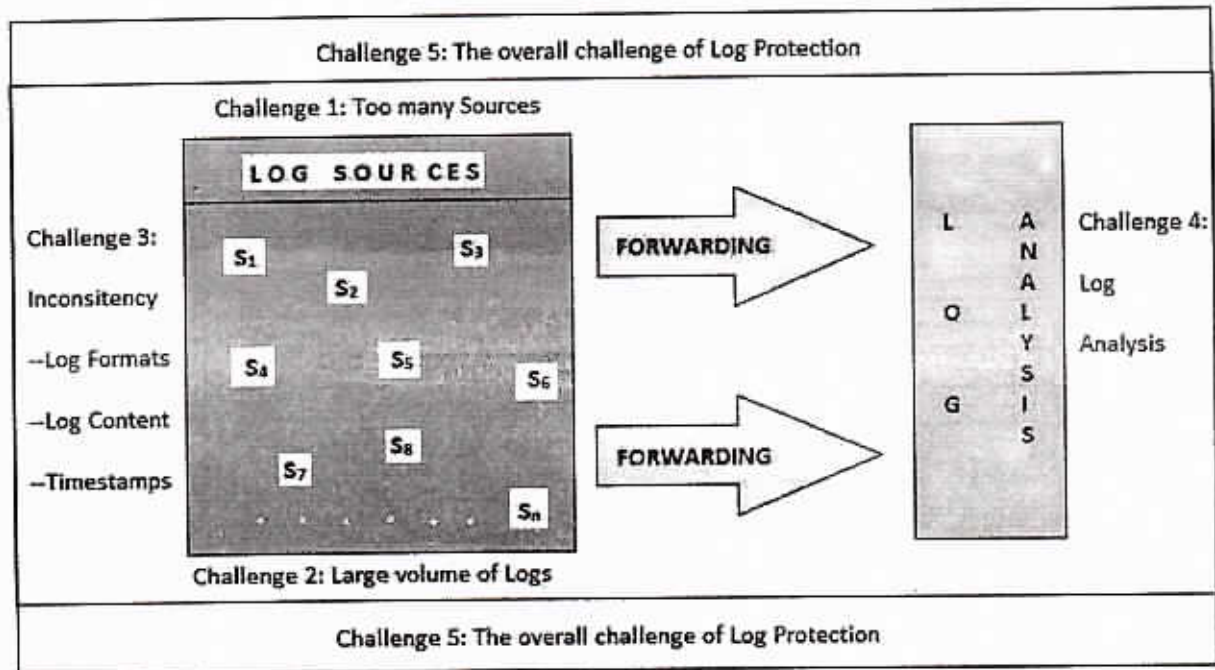 Challenge 5: The overall challenge of Log Protection
Challenge 1: Too many Sources
LOG SOURCES
Challenge 3:
Inconsitency
--Log Formats
--Log Content
--Timestamps
S₁
S₂
S₃
S₄
S₅
S₆
S₇
S₈
Sₙ
Challenge 2: Large volume of Logs
FORWARDING
FORWARDING
LOG
ANALYSIS
Challenge 4:
Log
Analysis
Challenge 5: The overall challenge of Log Protection